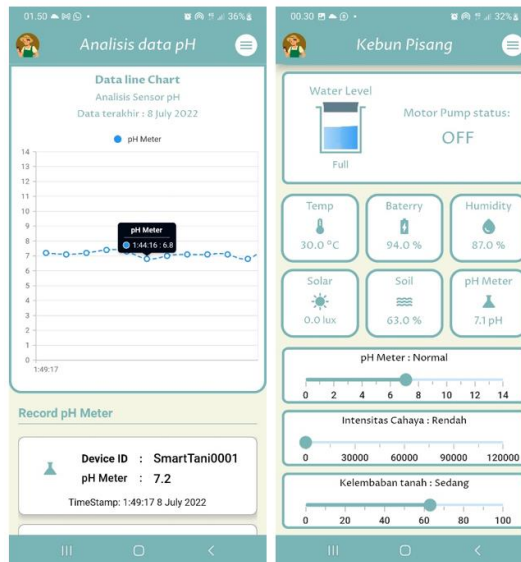 01.50
36%
Analisis data pH
Data line Chart
Analisis Sensor pH
Data terakhir : 8 July 2022
pH Meter
14
13
12
11
10
9
8
7
6
5
4
3
2
1
0
pH Meter
1:44:16 : 6.8
1:49:17
Record pH Meter
Device ID : SmartTani0001
pH Meter : 7.2
TimeStamp: 1:49:17 8 July 2022
00.30
32%
Kebun Pisang
Water Level
Full
Motor Pump status:
OFF
Temp
30.0 °C
Baterry
94.0 %
Humidity
87.0 %
Solar
0.0 lux
Soil
63.0 %
pH Meter
7.1 pH
pH Meter : Normal
0 2 4 6 8 10 12 14
Intensitas Cahaya : Rendah
0 30000 60000 90000 120000
Kelembaban tanah : Sedang
0 20 40 60 80 100